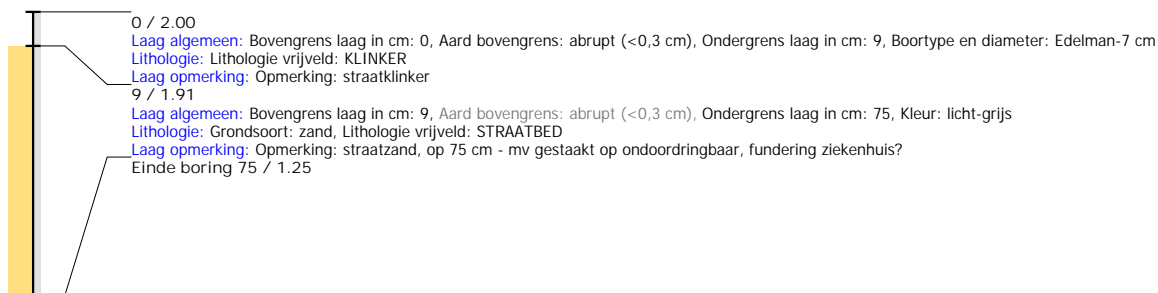 0 / 2.00
Laag algemeen: Bovengrens laag in cm: 0, Aard bovengrens: abrupt (<0,3 cm), Ondergrens laag in cm: 9, Boortype en diameter: Edelman-7 cm
Lithologie: Lithologie vrijveld: KLINKER
Laag opmerking: Opmerking: straatklinker
9 / 1.91
Laag algemeen: Bovengrens laag in cm: 9, Aard bovengrens: abrupt (<0,3 cm), Ondergrens laag in cm: 75, Kleur: licht-grijs
Lithologie: Grondsoort: zand, Lithologie vrijveld: STRAATBED
Laag opmerking: Opmerking: straatzand, op 75 cm - mv gestaakt op ondoordringbaar, fundering ziekenhuis?
Einde boring 75 / 1.25